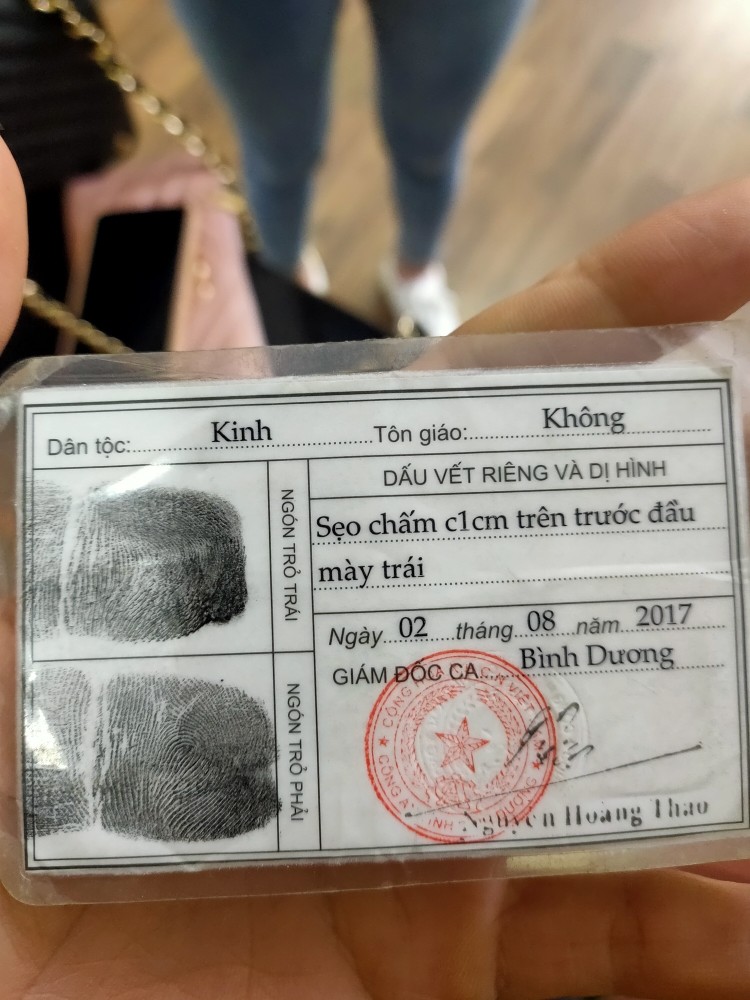 Dân tộc: Kinh Tôn giáo: Không
NGÓN TRỎ TRÁI
DẤU VẾT RIÊNG VÀ DỊ HÌNH
Sẹo chấm c1cm trên trước đầu
mày trái
NGÓN TRỎ PHẢI
Ngày 02 tháng 08 năm 2017
GIÁM ĐỐC CA: Bình Dương
Nguyễn Hoàng Thao